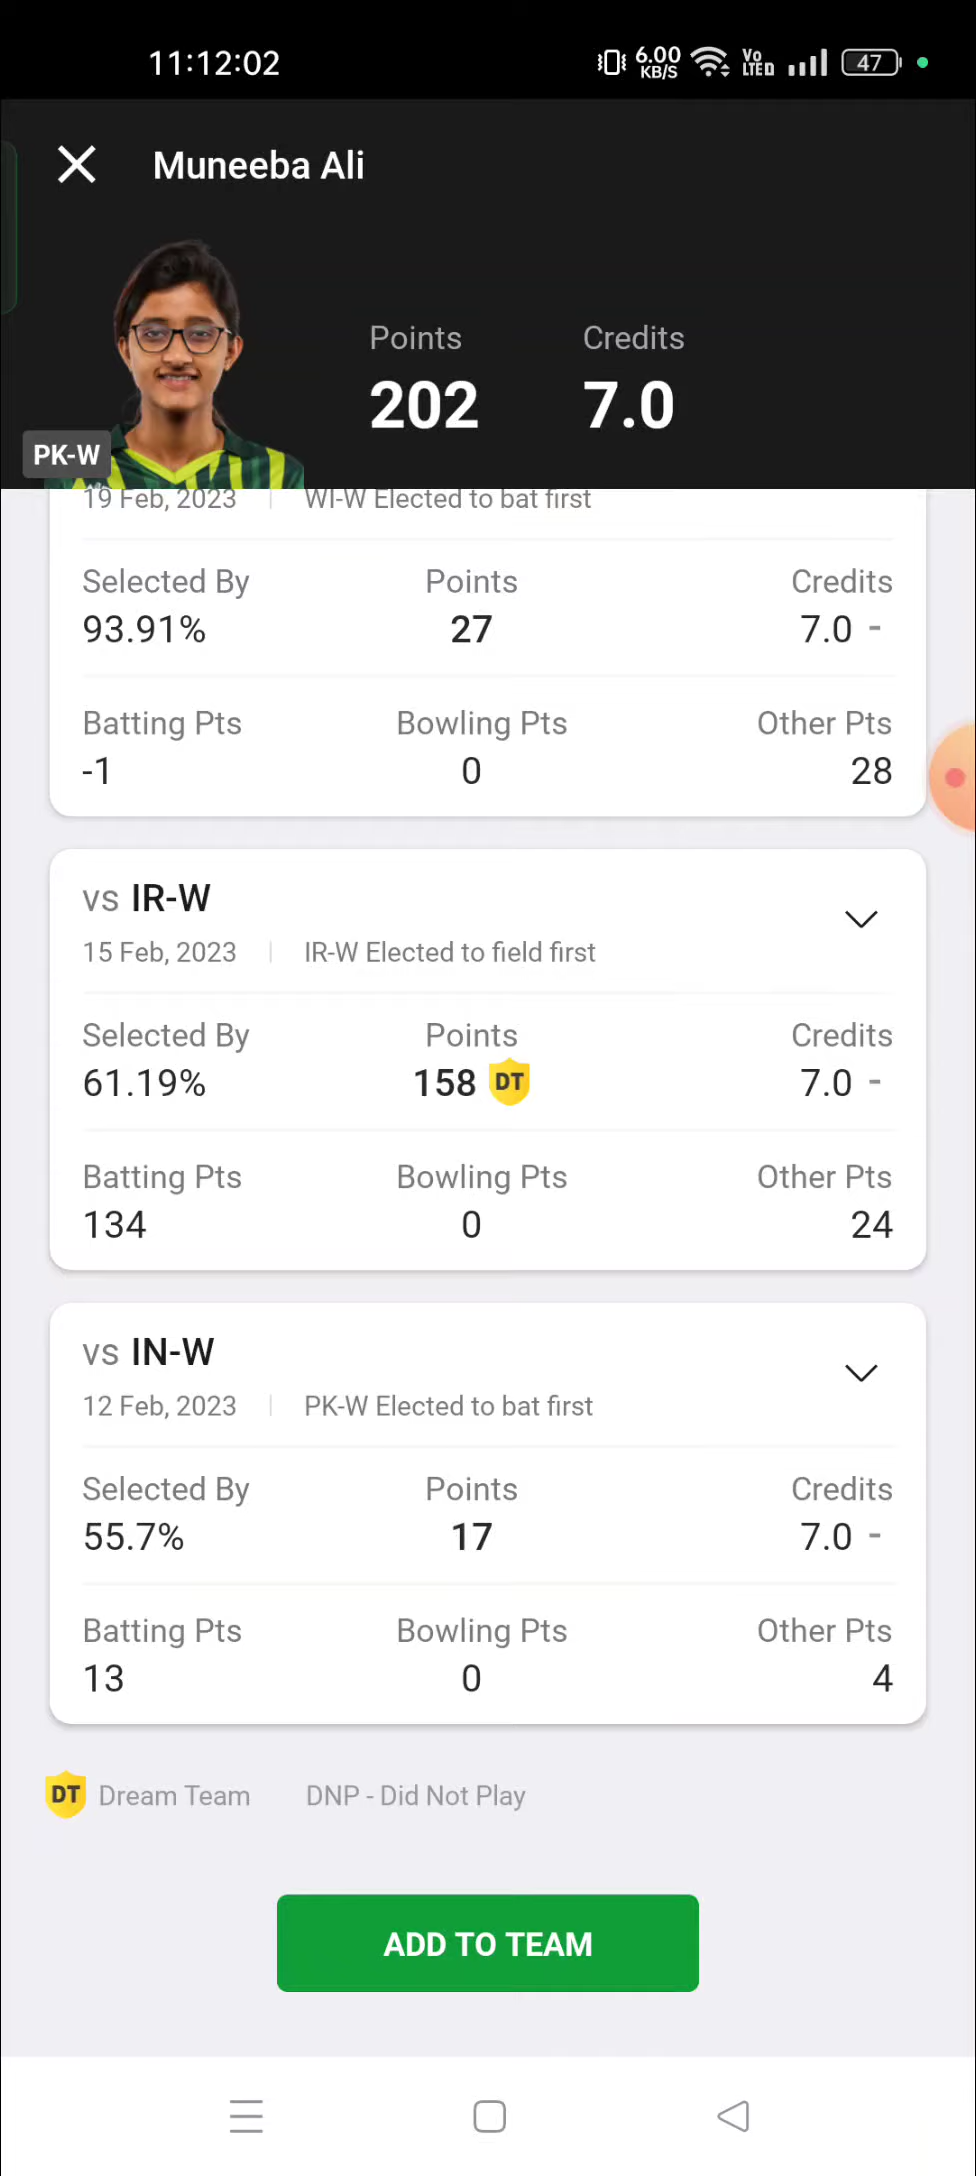 11:12:02
6.00 KB/S Vo LTED 47
Muneeba Ali
Points Credits
202 7.0
PK-W
19 Feb, 2023 WI-W Elected to bat first
Selected By Points Credits
93.91% 27 7.0 -
Batting Pts Bowling Pts Other Pts
-1 0 28
vs IR-W
15 Feb, 2023 IR-W Elected to field first
Selected By Points Credits
61.19% 158 DT 7.0 -
Batting Pts Bowling Pts Other Pts
134 0 24
vs IN-W
12 Feb, 2023 PK-W Elected to bat first
Selected By Points Credits
55.7% 17 7.0 -
Batting Pts Bowling Pts Other Pts
13 0 4
DT Dream Team DNP - Did Not Play
ADD TO TEAM